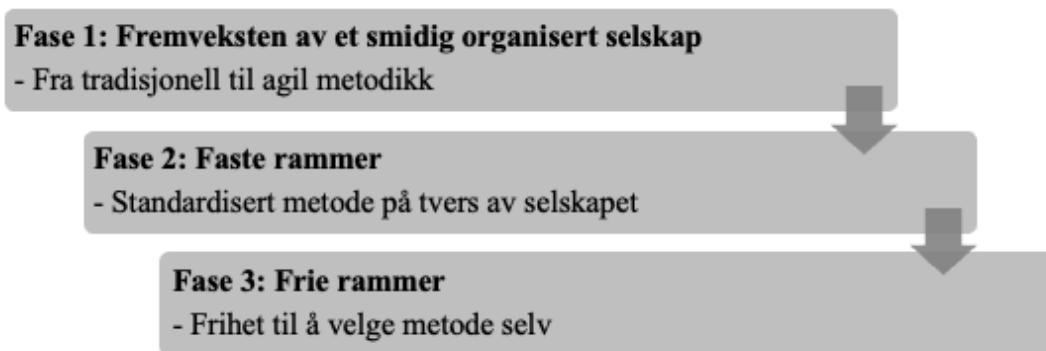 Fase 1: Fremveksten av et smidig organisert selskap
- Fra tradisjonell til agil metodikk
Fase 2: Faste rammer
- Standardisert metode på tvers av selskapet
Fase 3: Frie rammer
- Frihet til å velge metode selv